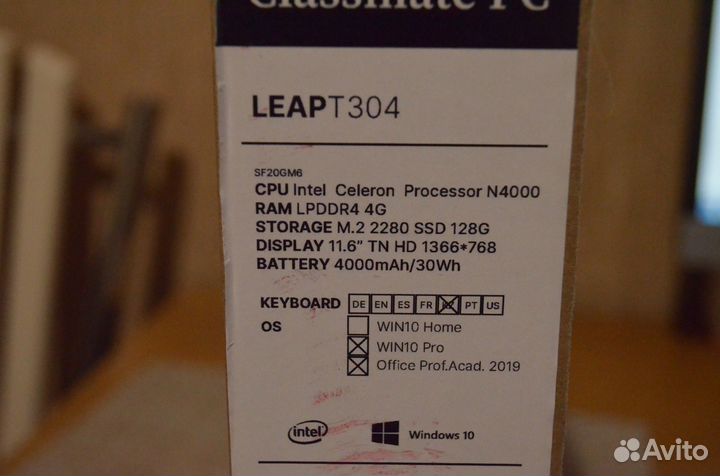 Classmate PC
LEAPT304
SF20GM6
CPU Intel Celeron Processor N4000
RAM LPDDR4 4G
STORAGE M.2 2280 SSD 128G
DISPLAY 11.6” TN HD 1366*768
BATTERY 4000mAh/30Wh
KEYBOARD DE EN ES FR PT US
OS WIN10 Home
WIN10 Pro
Office Prof.Acad. 2019
intel Windows 10
Avito